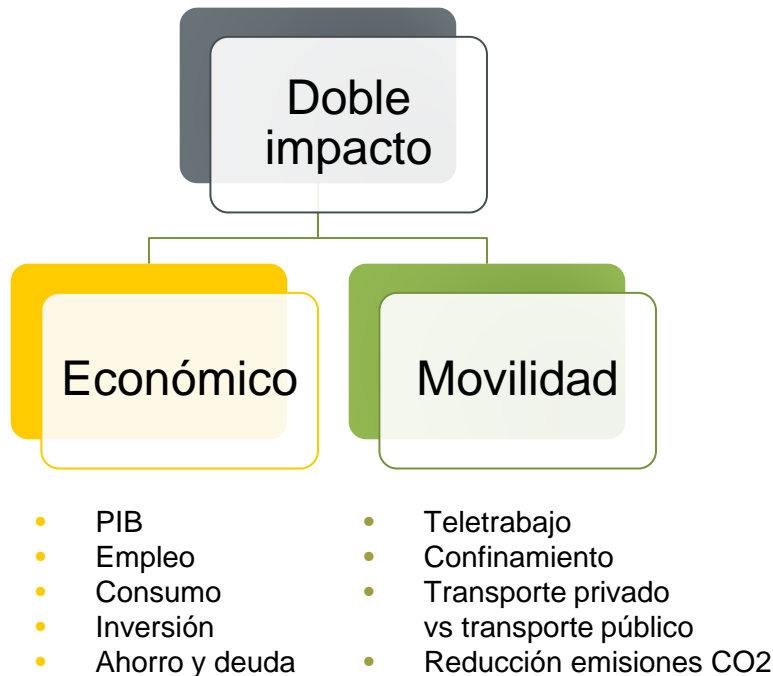 Doble
impacto
Económico
Movilidad
• PIB
• Empleo
• Consumo
• Inversión
• Ahorro y deuda
• Teletrabajo
• Confinamiento
• Transporte privado
vs transporte público
• Reducción emisiones CO2